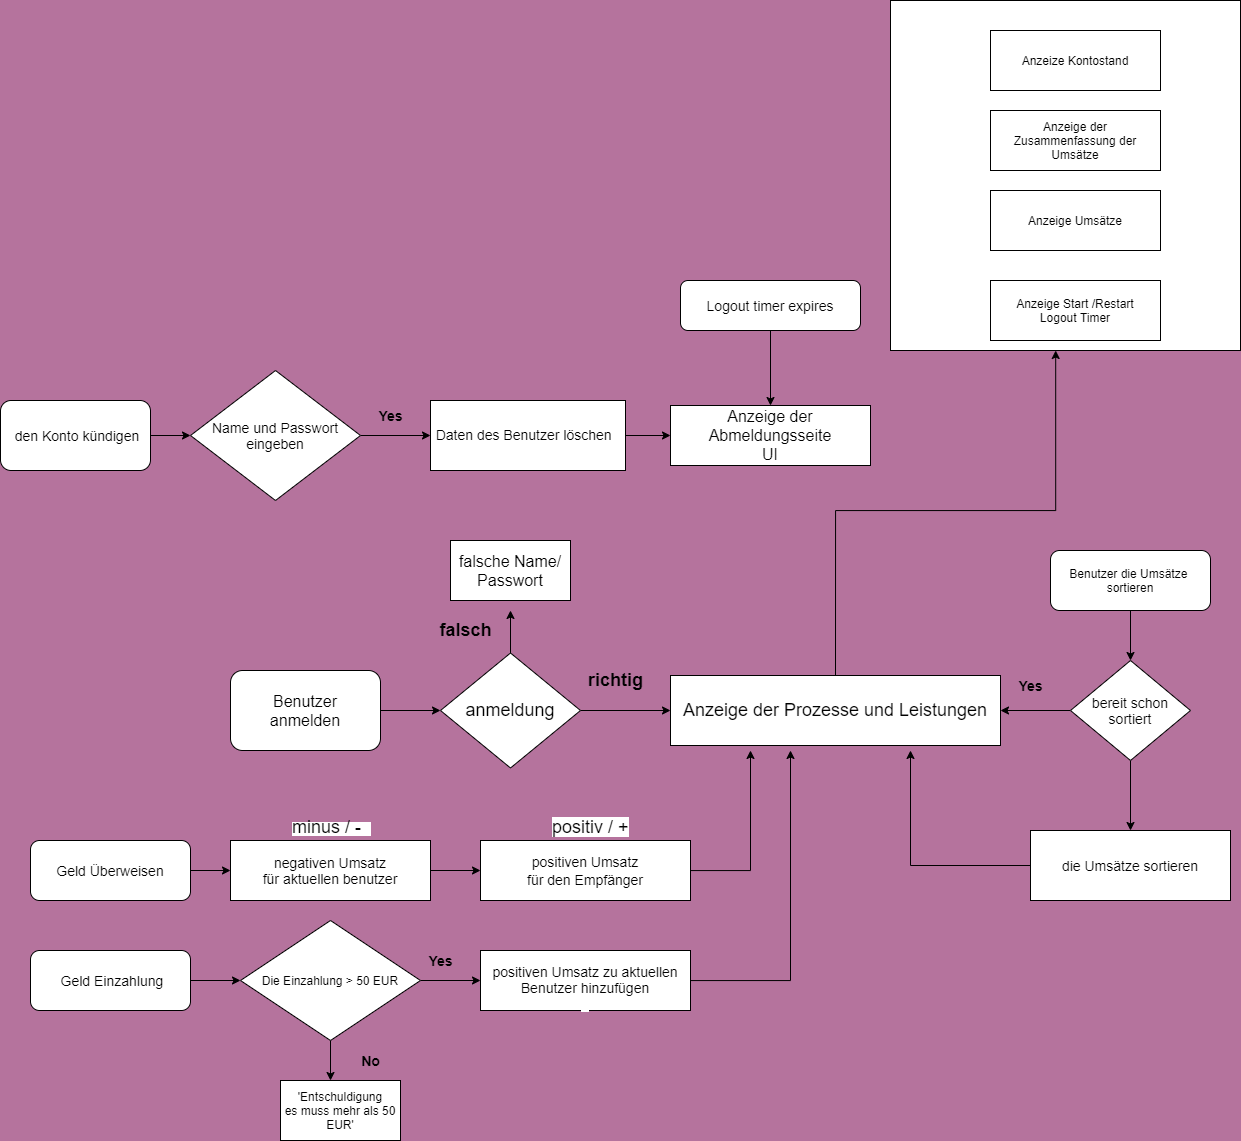 Anzeize Kontostand
Anzeige der
Zusammenfassung der
Umsätze
Anzeige Umsätze
Anzeige Start /Restart
Logout Timer
Logout timer expires
den Konto kündigen
Name und Passwort
eingeben
Yes
Daten des Benutzer löschen
Anzeige der
Abmeldungsseite
UI
falsche Name/
Passwort
falsch
Benutzer
anmelden
anmeldung
richtig
Anzeige der Prozesse und Leistungen
Benutzer die Umsätze
sortieren
Yes
bereit schon
sortiert
die Umsätze sortieren
minus / -
positiv / +
Geld Überweisen
negativen Umsatz
für aktuellen benutzer
positiven Umsatz
für den Empfänger
Geld Einzahlung
Die Einzahlung > 50 EUR
Yes
positiven Umsatz zu aktuellen
Benutzer hinzufügen
No
'Entschuldigung
es muss mehr als 50
EUR'